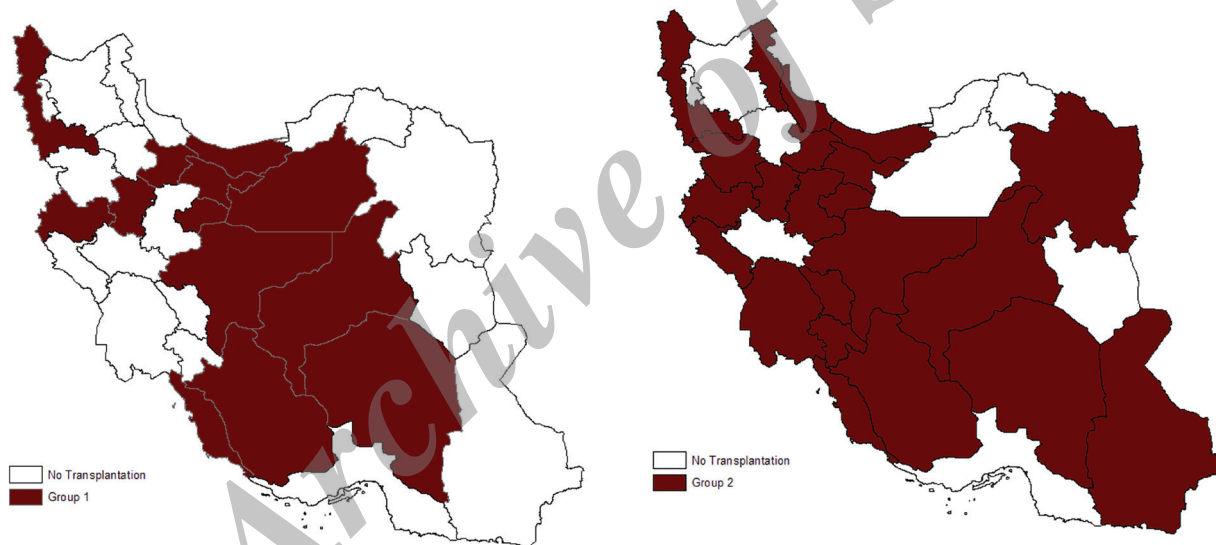 No Transplantation
Group 1
No Transplantation
Group 2
Archive of